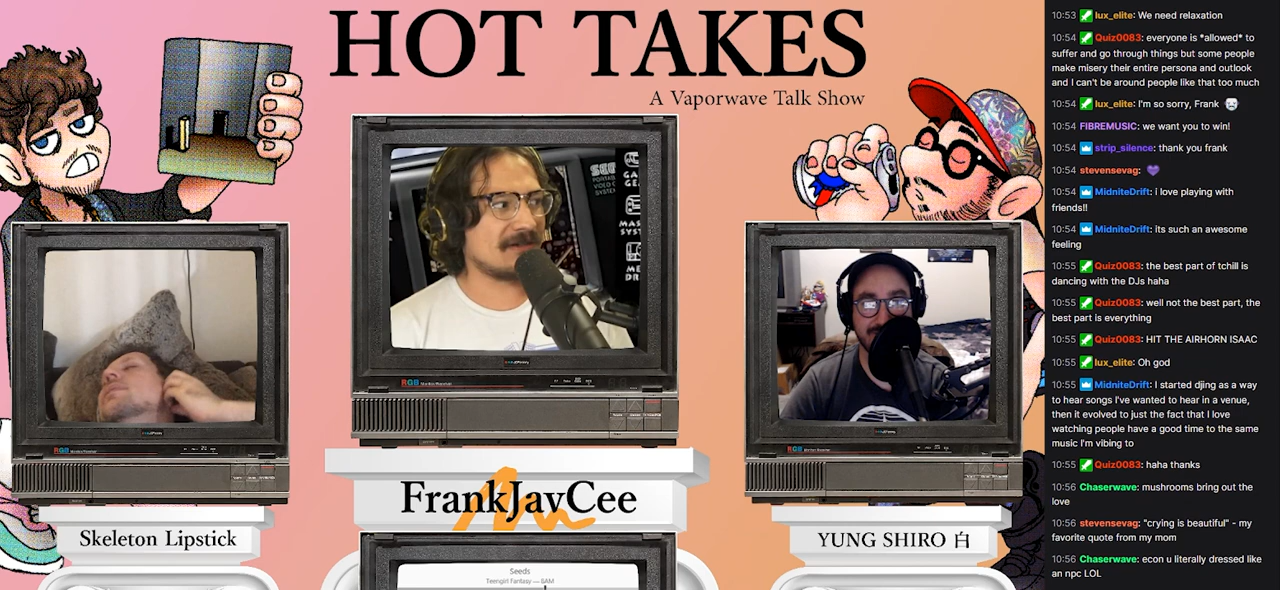 HOT TAKES
A Vaporwave Talk Show
SEGA
RGB
RGB
RGB
Skeleton Lipstick
FrankJavCee
YUNG SHIRO 白
Seeds
Teengirl Fantasy — 8AM
10:53 lux_elite: We need relaxation
10:54 Quiz0083: everyone is *allowed* to
suffer and go through things but some people
make misery their entire persona and outlook
and I can't be around people like that too much
10:54 lux_elite: I'm so sorry, Frank
10:54 FIBREMUSIC: we want you to win!
10:54 strip_silence: thank you frank
10:54 stevensevag: 💜
10:54 MidniteDrift: i love playing with
friends!!
10:54 MidniteDrift: its such an awesome
feeling
10:55 Quiz0083: the best part of tchill is
dancing with the DJs haha
10:55 Quiz0083: well not the best part, the
best part is everything
10:55 Quiz0083: HIT THE AIRHORN ISAAC
10:55 lux_elite: Oh god
10:55 MidniteDrift: I started djing as a way
to hear songs I've wanted to hear in a venue,
then it evolved to just the fact that I love
watching people have a good time to the same
music I'm vibing to
10:55 Quiz0083: haha thanks
10:56 Chaserwave: mushrooms bring out the
love
10:56 stevensevag: "crying is beautiful" - my
favorite quote from my mom
10:56 Chaserwave: econ u literally dressed like
an npc LOL